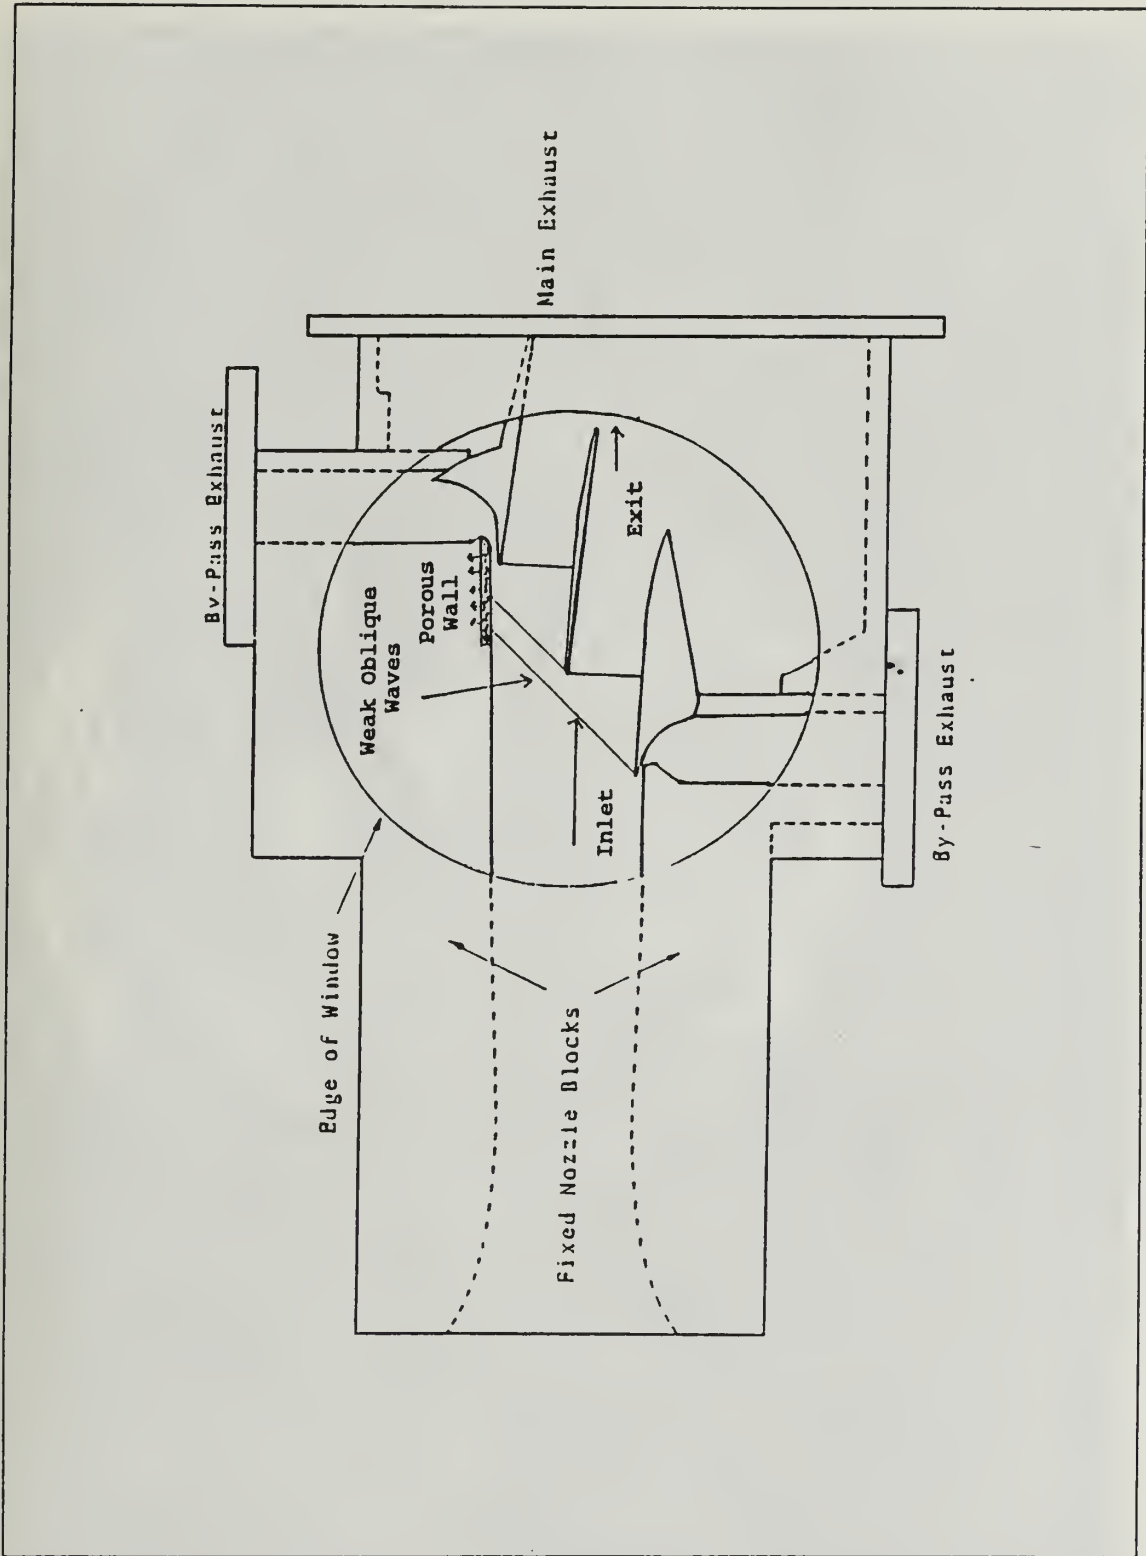 By-Pass Exhaust
Main Exhaust
Weak Oblique
Waves
Porous
Wall
Exit
Inlet
Edge of Window
Fixed Nozzle Blocks
By-Pass Exhaust